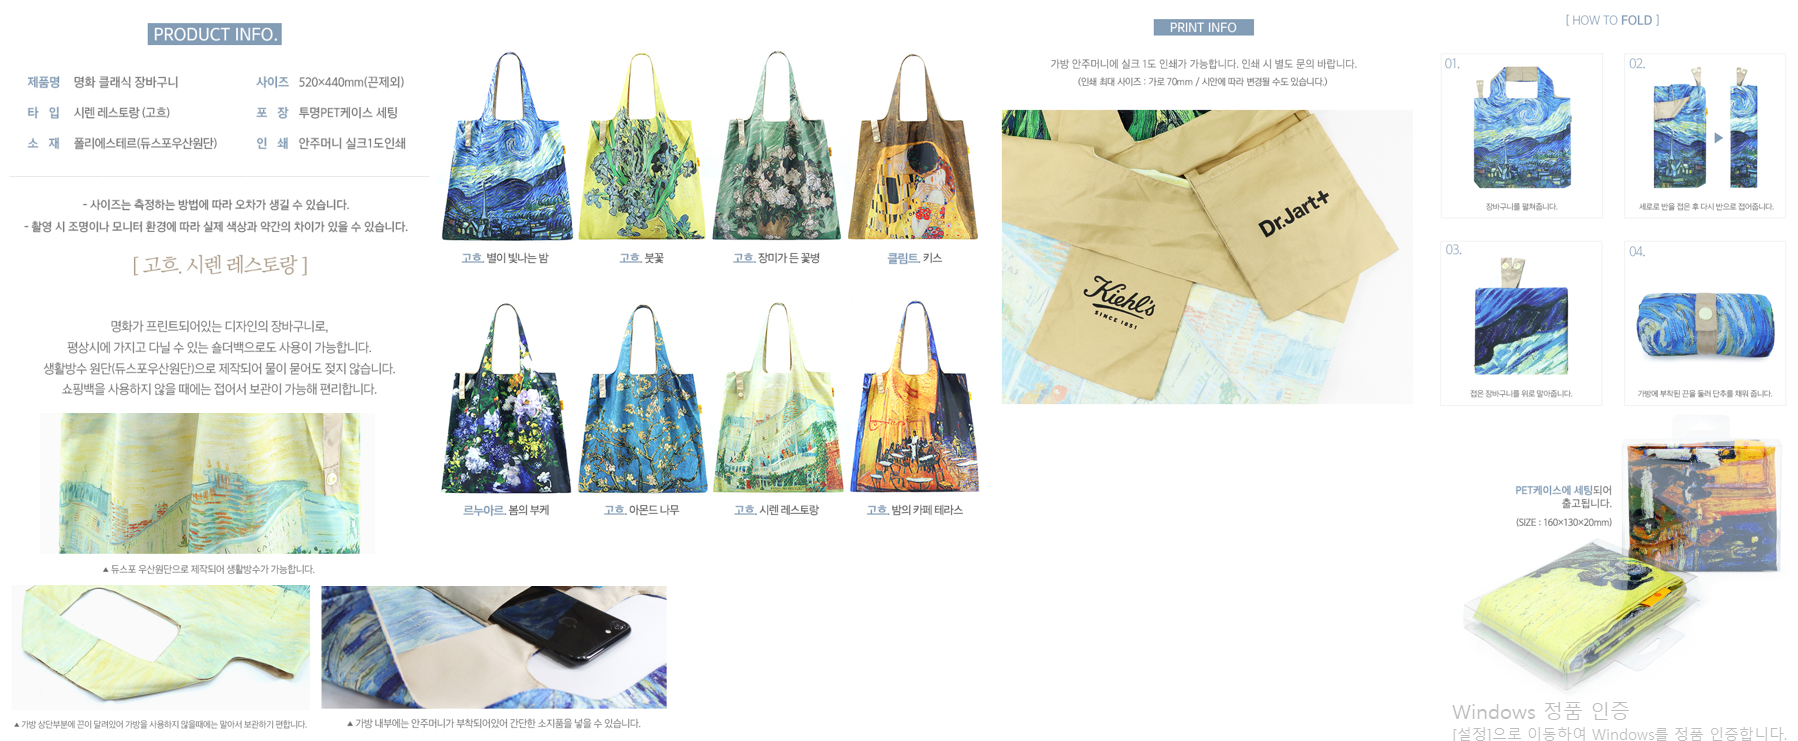 PRODUCT INFO.
제품명 명화 클래식 장바구니
사이즈 520×440mm(끈제외)
타 입 시렌 레스토랑 (고흐)
포 장 투명PET케이스 세팅
소 재 폴리에스테르(듀스포우산원단)
인 쇄 안주머니 실크1도인쇄
- 사이즈는 측정하는 방법에 따라 오차가 생길 수 있습니다.
- 촬영 시 조명이나 모니터 환경에 따라 실제 색상과 약간의 차이가 있을 수 있습니다.
[ 고흐. 시렌 레스토랑 ]
명화가 프린트되어있는 디자인의 장바구니로,
평상시에 가지고 다닐 수 있는 숄더백으로도 사용이 가능합니다.
생활방수 원단(듀스포우산원단)으로 제작되어 물이 묻어도 젖지 않습니다.
쇼핑백을 사용하지 않을 때에는 접어서 보관이 가능해 편리합니다.
▲ 듀스포 우산원단으로 제작되어 생활방수가 가능합니다.
▲ 가방 상단부분에 끈이 달려있어 가방을 사용하지 않을때에는 말아서 보관하기 편합니다.
▲ 가방 내부에는 안주머니가 부착되어있어 간단한 소지품을 넣을 수 있습니다.
고흐. 별이 빛나는 밤
고흐. 붓꽃
고흐. 장미가 든 꽃병
클림트. 키스
르누아르. 봄의 부케
고흐. 아몬드 나무
고흐. 시렌 레스토랑
고흐. 밤의 카페 테라스
PRINT INFO
가방 안주머니에 실크 1도 인쇄가 가능합니다. 인쇄 시 별도 문의 바랍니다.
(인쇄 최대 사이즈 : 가로 70mm / 시안에 따라 변경될 수도 있습니다.)
Dr.Jart+
Kiehl's
SINCE 1851
[ HOW TO FOLD ]
01.
장바구니를 펼쳐줍니다.
02.
세로로 반을 접은 후 다시 반으로 접어줍니다.
03.
접은 장바구니를 위로 말아줍니다.
04.
가방에 부착된 끈을 둘러 단추를 채워 줍니다.
PET케이스에 세팅되어
출고됩니다.
(SIZE : 160×130×20mm)
Windows 정품 인증
[설정]으로 이동하여 Windows를 정품 인증합니다.